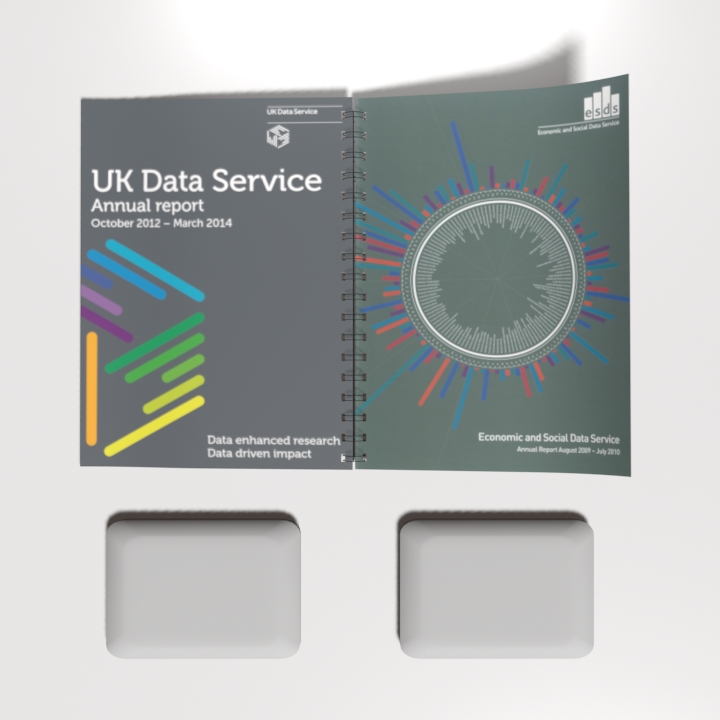 UK Data Service
UK Data Service
Annual report
October 2012 – March 2014
Data enhanced research
Data driven impact
esds
Economic and Social Data Service
Economic and Social Data Service
Annual Report August 2009 – July 2010